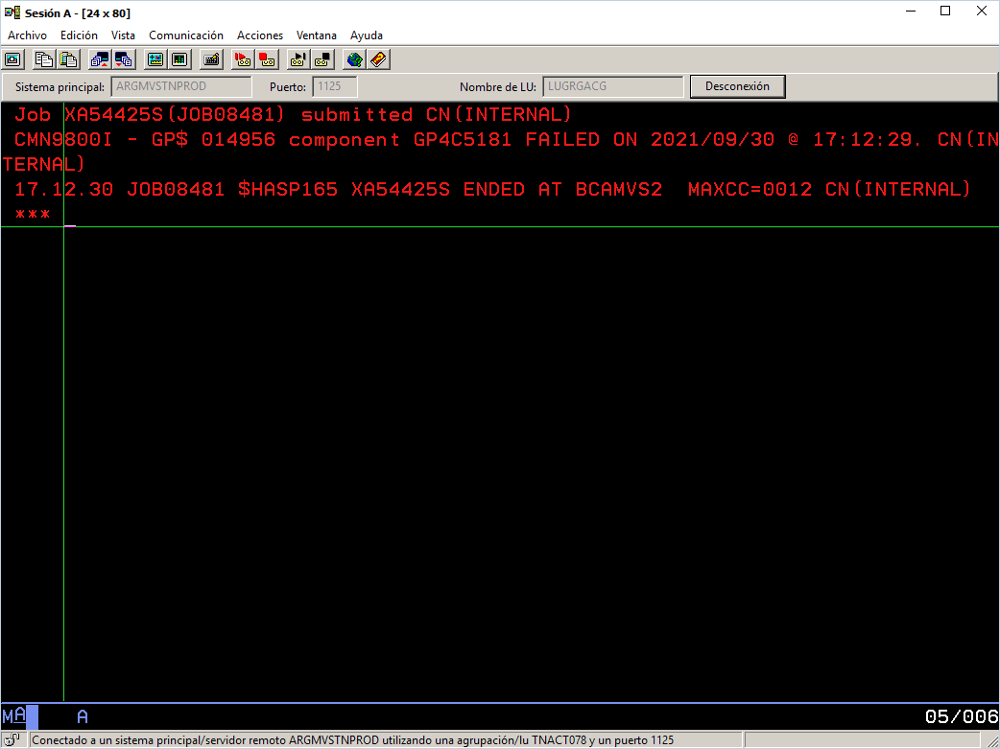 Sesión A - [24 x 80]
Archivo Edición Vista Comunicación Acciones Ventana Ayuda
Sistema principal: ARGMVSTNPROD Puerto: 1125 Nombre de LU: LUGRGACG Desconexión
Job XA54425S(JOB08481) submitted CN(INTERNAL)
CMN9800I - GP$ 014956 component GP4C5181 FAILED ON 2021/09/30 @ 17:12:29. CN(IN
TERNAL)
17.12.30 JOB08481 $HASP165 XA54425S ENDED AT BCAMVS2 MAXCC=0012 CN(INTERNAL)
***
MA A 05/006
Conectado a un sistema principal/servidor remoto ARGMVSTNPROD utilizando una agrupación/lu TNACT078 y un puerto 1125